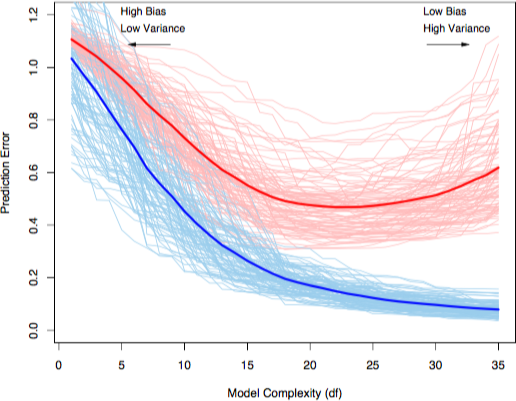 High Bias
Low Variance
Low Bias
High Variance
Prediction Error
0.0 0.2 0.4 0.6 0.8 1.0 1.2
0 5 10 15 20 25 30 35
Model Complexity (df)